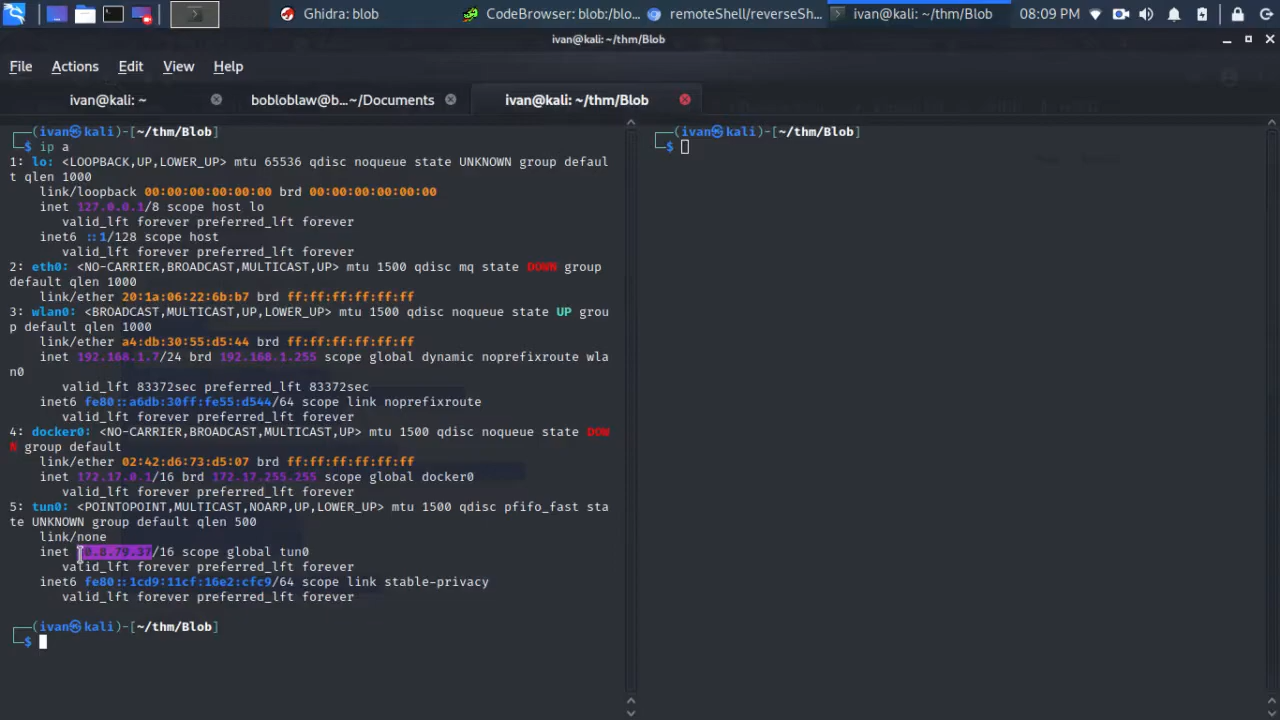 Ghidra: blob
CodeBrowser: blob:/blo...
remoteShell/reverseSh...
ivan@kali: ~/thm/Blob
08:09 PM
ivan@kali: ~/thm/Blob
File Actions Edit View Help
ivan@kali: ~
bobloblaw@b...~/Documents
ivan@kali: ~/thm/Blob
┌──(ivan㉿kali)-[~/thm/Blob]
└─$ ip a
1: lo: <LOOPBACK,UP,LOWER_UP> mtu 65536 qdisc noqueue state UNKNOWN group defaul
t qlen 1000
link/loopback 00:00:00:00:00:00 brd 00:00:00:00:00:00
inet 127.0.0.1/8 scope host lo
valid_lft forever preferred_lft forever
inet6 ::1/128 scope host
valid_lft forever preferred_lft forever
2: eth0: <NO-CARRIER,BROADCAST,MULTICAST,UP> mtu 1500 qdisc mq state DOWN group
default qlen 1000
link/ether 20:1a:06:22:6b:b7 brd ff:ff:ff:ff:ff:ff
3: wlan0: <BROADCAST,MULTICAST,UP,LOWER_UP> mtu 1500 qdisc noqueue state UP grou
p default qlen 1000
link/ether a4:db:30:55:d5:44 brd ff:ff:ff:ff:ff:ff
inet 192.168.1.7/24 brd 192.168.1.255 scope global dynamic noprefixroute wla
n0
valid_lft 83372sec preferred_lft 83372sec
inet6 fe80::a6db:30ff:fe55:d544/64 scope link noprefixroute
valid_lft forever preferred_lft forever
4: docker0: <NO-CARRIER,BROADCAST,MULTICAST,UP> mtu 1500 qdisc noqueue state DOW
N group default
link/ether 02:42:d6:73:d5:07 brd ff:ff:ff:ff:ff:ff
inet 172.17.0.1/16 brd 172.17.255.255 scope global docker0
valid_lft forever preferred_lft forever
5: tun0: <POINTOPOINT,MULTICAST,NOARP,UP,LOWER_UP> mtu 1500 qdisc pfifo_fast sta
te UNKNOWN group default qlen 500
link/none
inet 10.8.79.37/16 scope global tun0
valid_lft forever preferred_lft forever
inet6 fe80::1cd9:11cf:16e2:cfc9/64 scope link stable-privacy
valid_lft forever preferred_lft forever
┌──(ivan㉿kali)-[~/thm/Blob]
└─$
┌──(ivan㉿kali)-[~/thm/Blob]
└─$